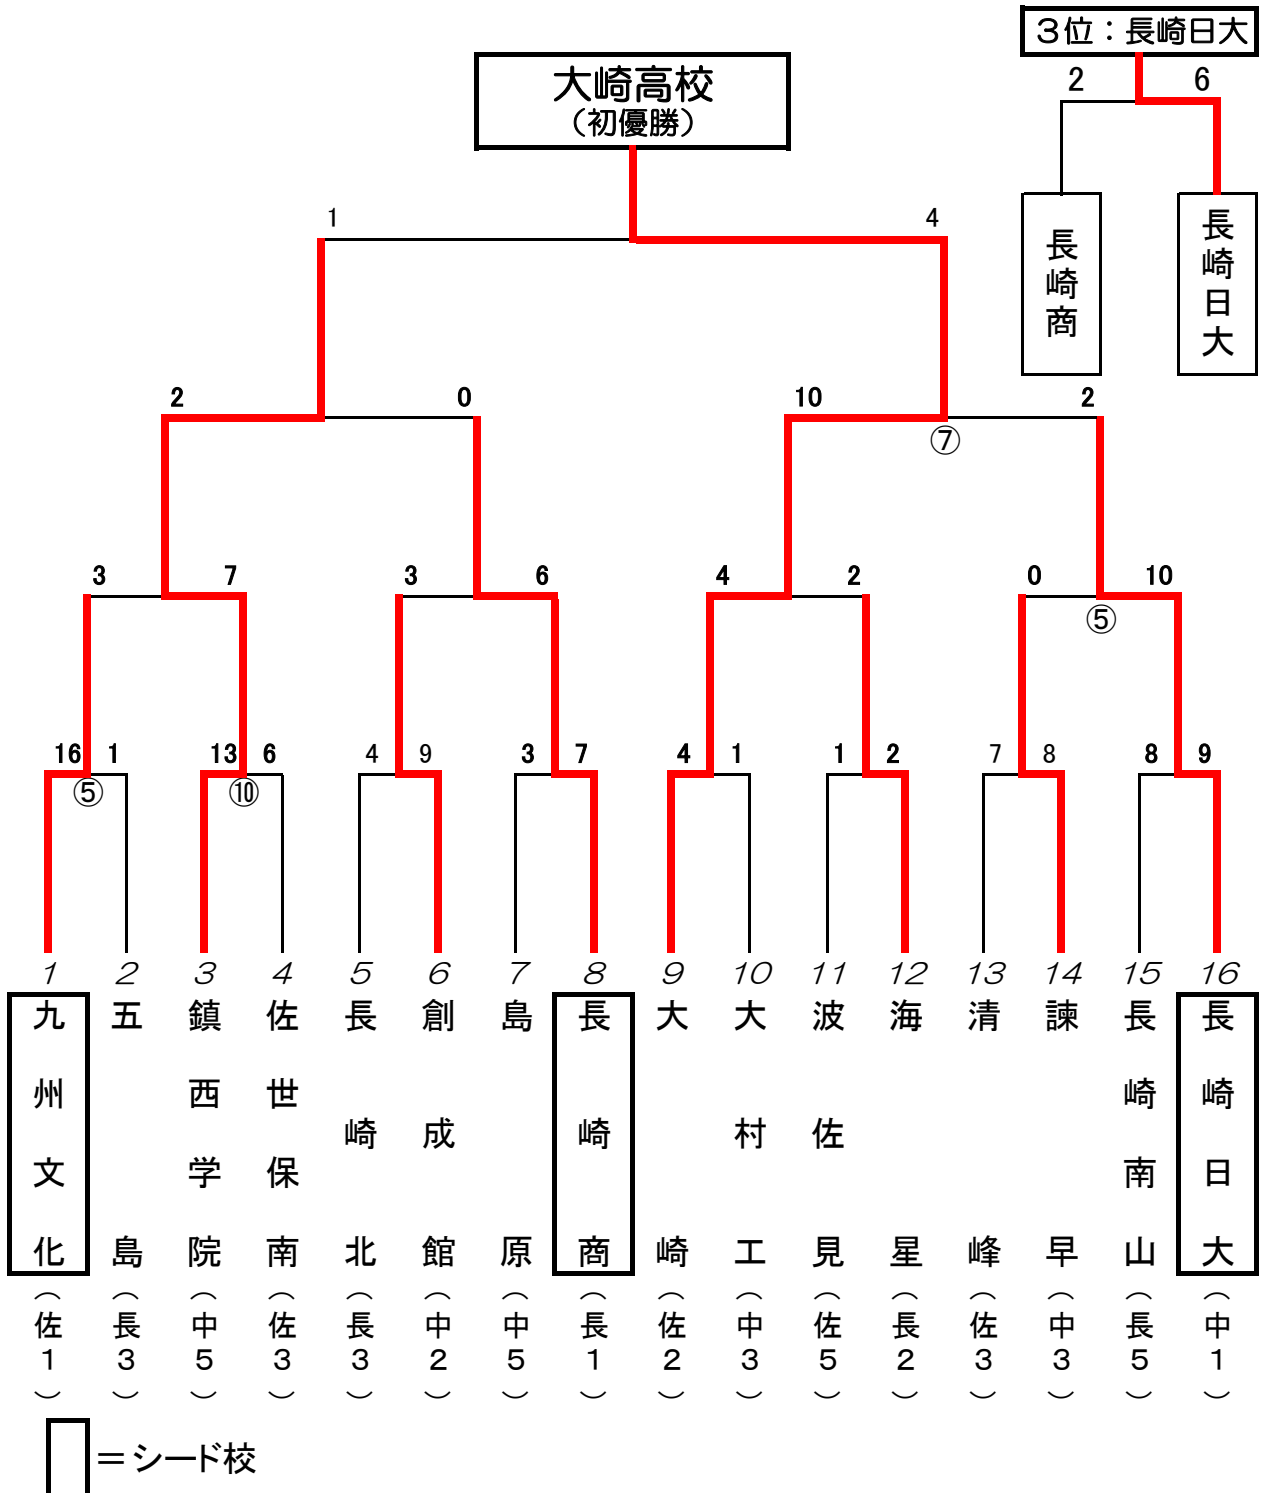 ３位：長崎日大
2 6
大崎高校
（初優勝）
長崎商
長崎日大
1 4
2 0 10 2
⑦
3 7 3 6 4 2 0 10
⑤
16 1 13 6 4 9 3 7 4 1 1 2 7 8 8 9
⑤ ⑩
1 2 3 4 5 6 7 8 9 10 11 12 13 14 15 16
九州文化（佐１）
五島（長３）
鎮西学院（中５）
佐世保南（佐３）
長崎北（長３）
創成館（中２）
島原（中５）
長崎商（長１）
大崎（佐２）
大村工（中３）
波佐見（佐５）
海星（長２）
清峰（佐３）
諫早（中３）
長崎南山（長５）
長崎日大（中１）
＝シード校